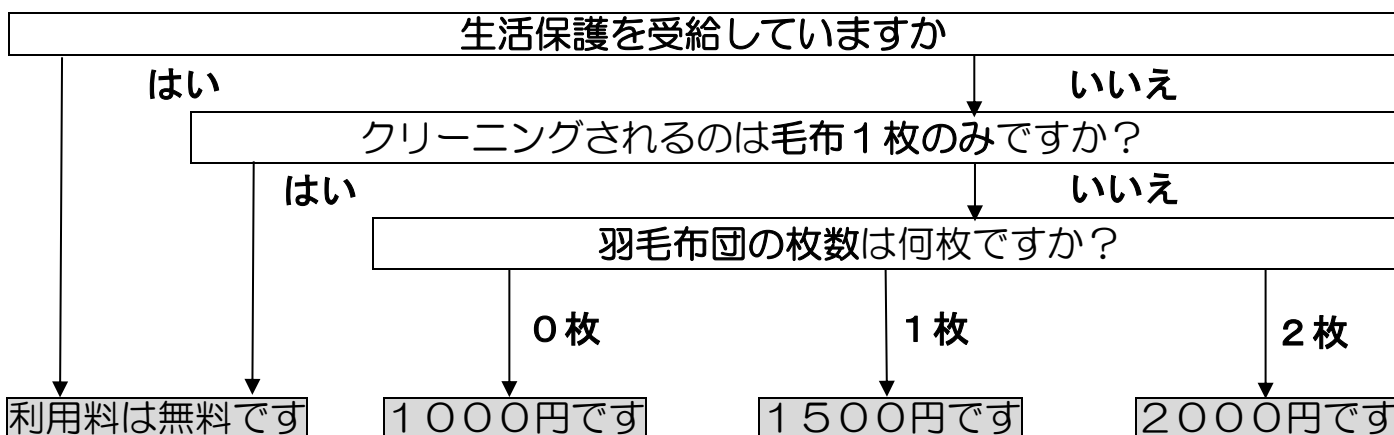 生活保護を受給していますか
はい
いいえ
クリーニングされるのは毛布１枚のみですか？
はい
いいえ
羽毛布団の枚数は何枚ですか？
０枚
１枚
２枚
利用料は無料です
１０００円です
１５００円です
２０００円です